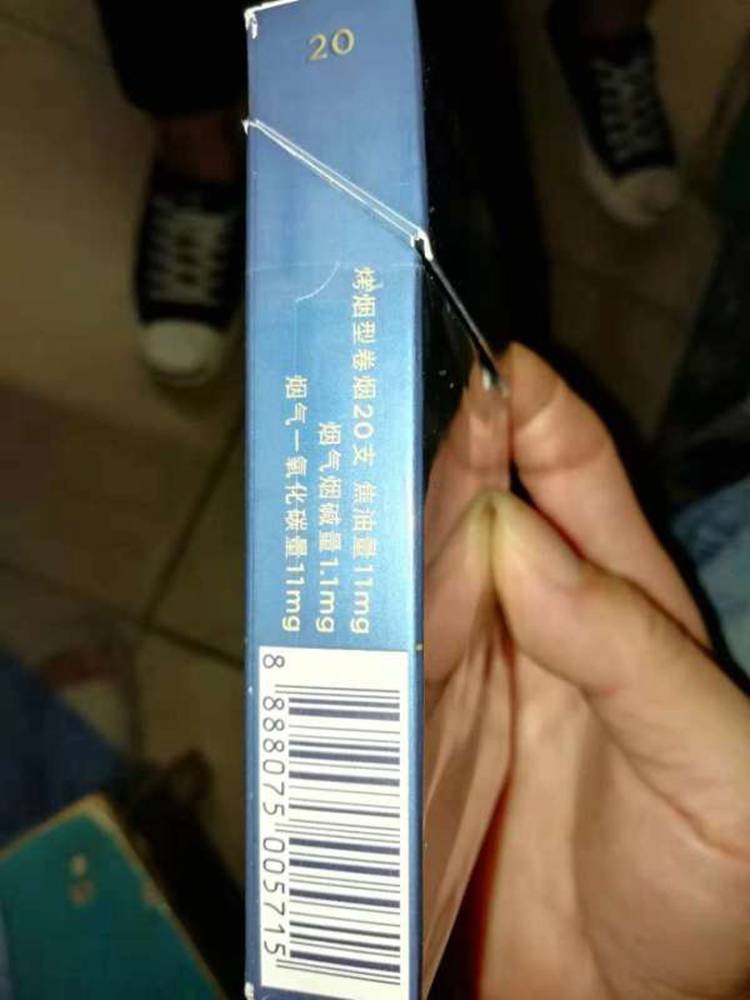 20
烤烟型卷烟20支 焦油量11mg
烟气烟碱量1.1mg
烟气一氧化碳量11mg
8 888075 005715